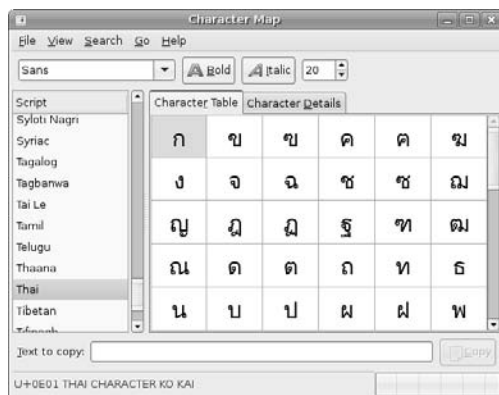 Character Map
File View Search Go Help
Sans Bold Italic 20
Script
Syloti Nagri
Syriac
Tagalog
Tagbanwa
Tai Le
Tamil
Telugu
Thaana
Thai
Tibetan
Tifinagh
Character Table Character Details
ก ข ฃ ค ฅ ฆ
ง จ ฉ ช ซ ฌ
ญ ฎ ฏ ฐ ฑ ฒ
ณ ด ต ถ ท ธ
น บ ป ผ ฝ พ
Text to copy: Copy
U+0E01 THAI CHARACTER KO KAI